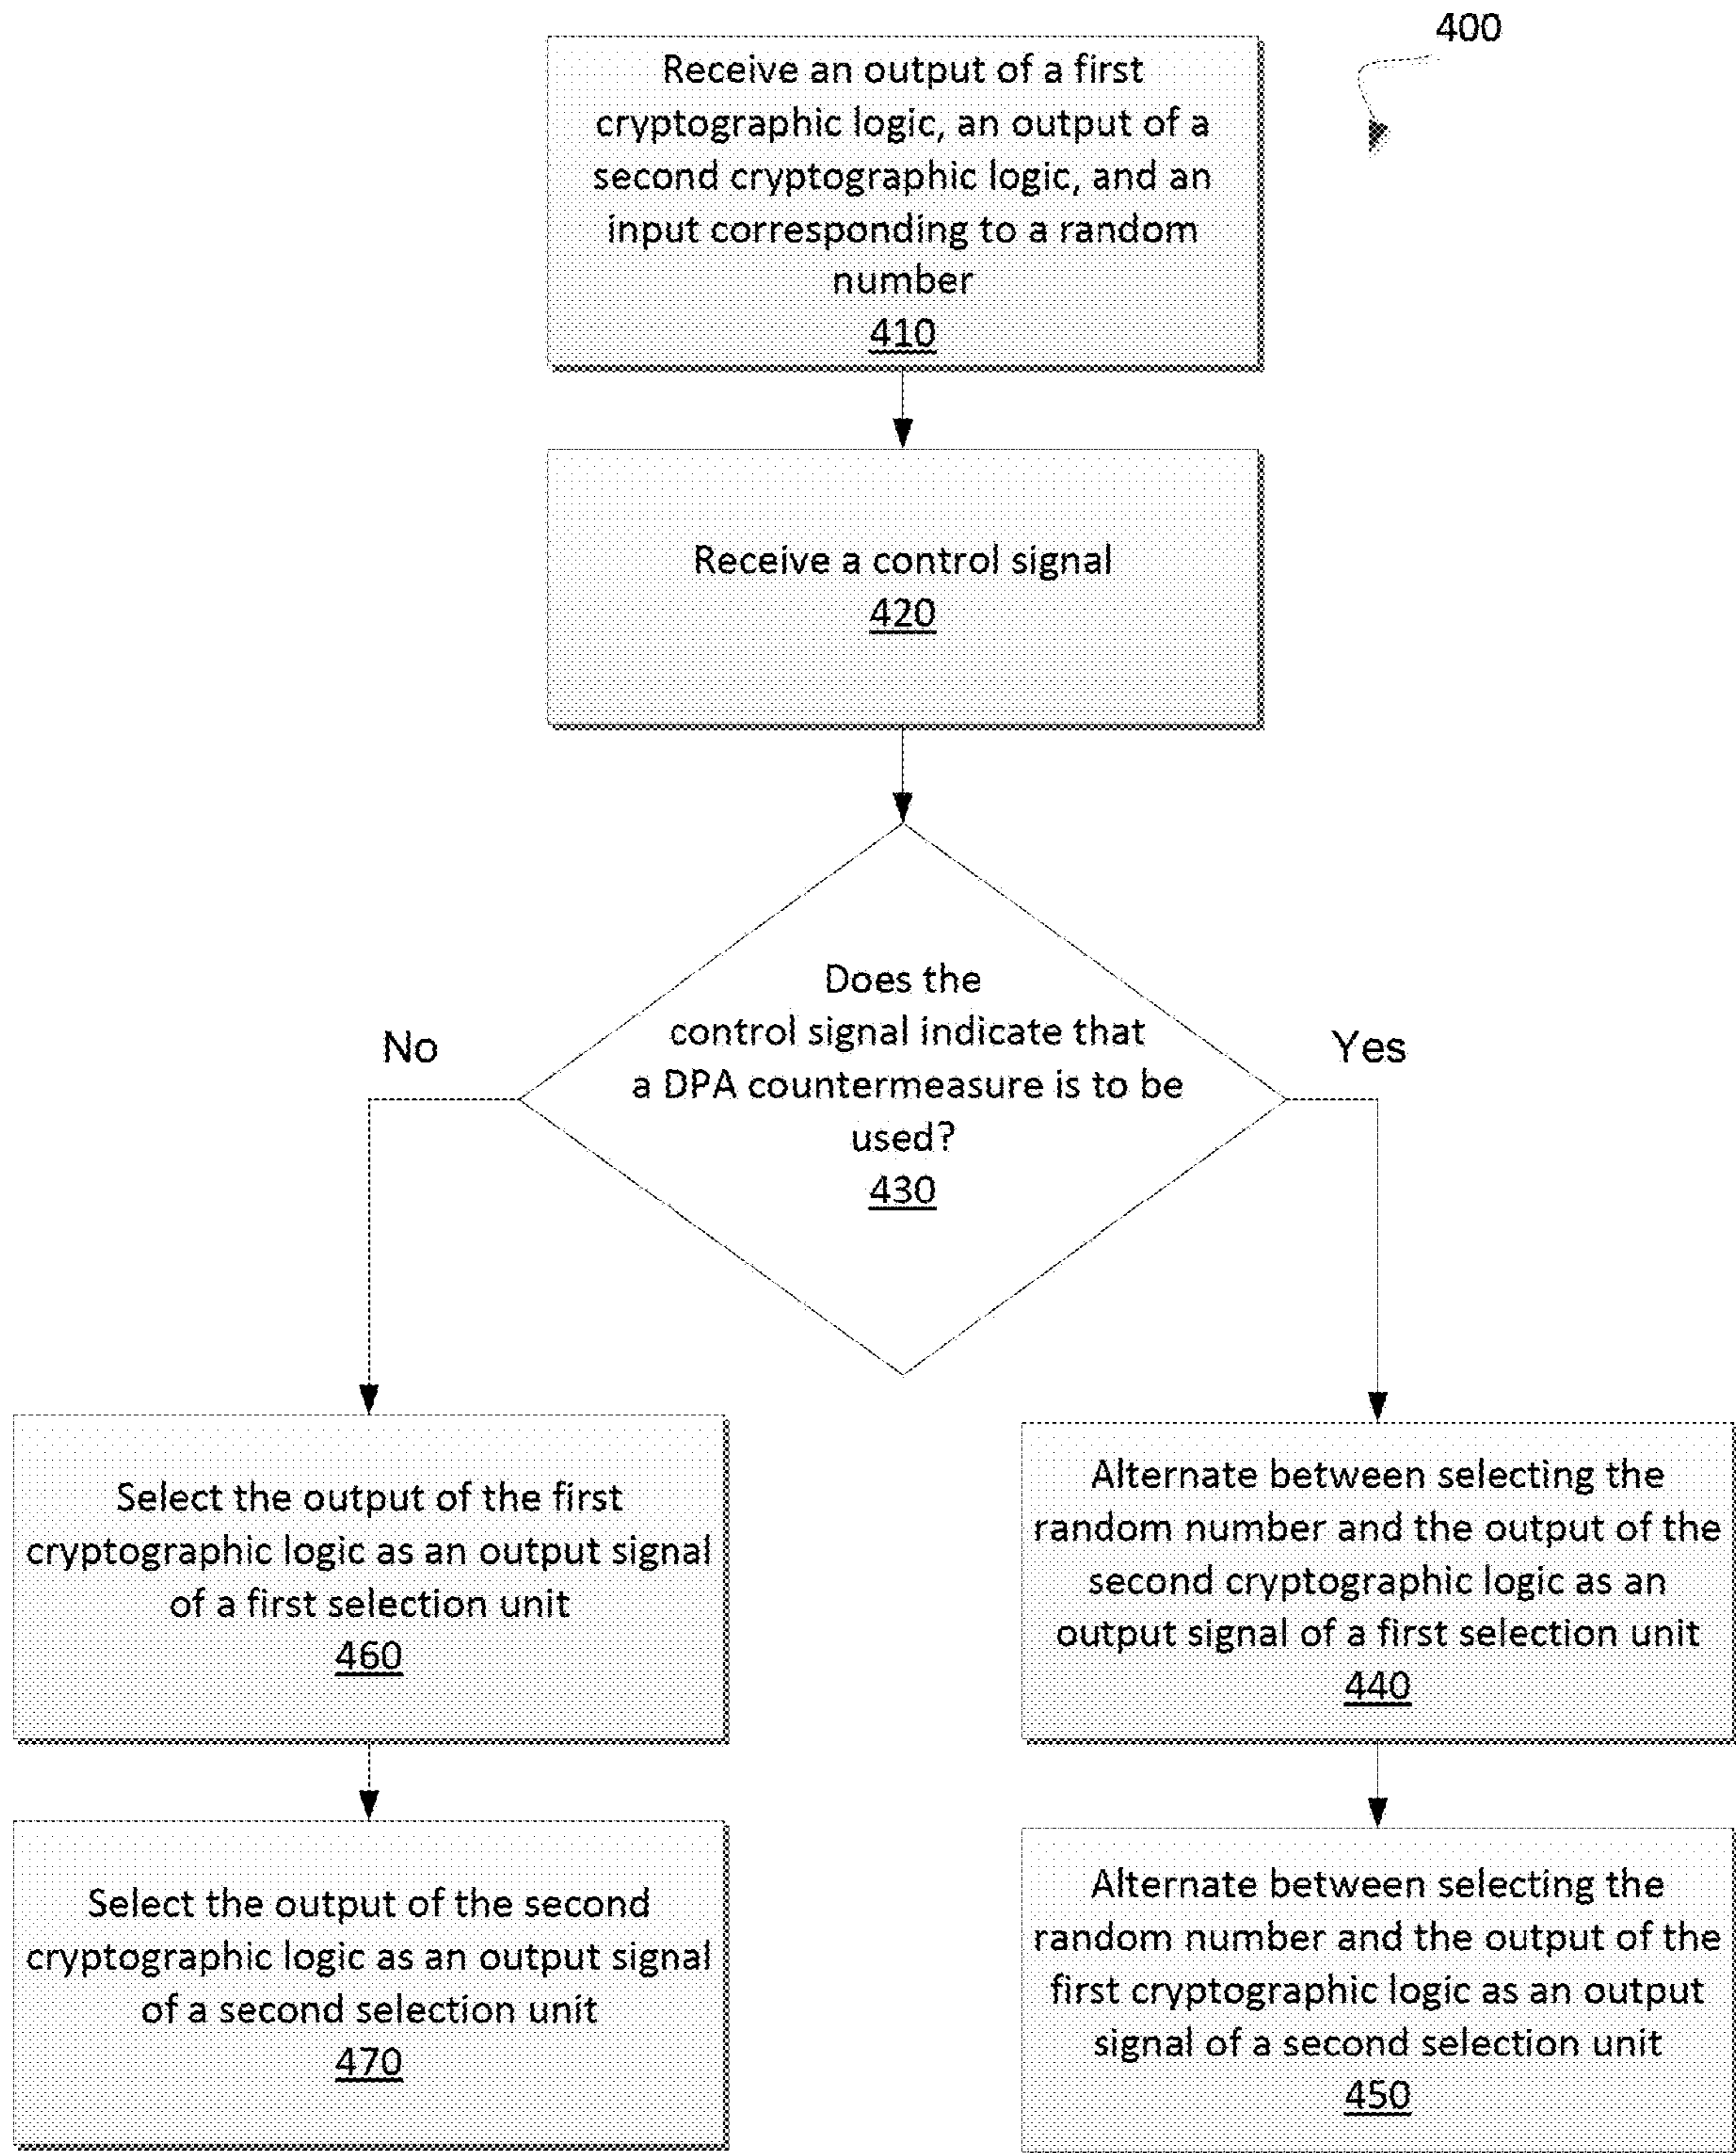 400
Receive an output of a first
cryptographic logic, an output of a
second cryptographic logic, and an
input corresponding to a random
number
410
Receive a control signal
420
Does the
control signal indicate that
a DPA countermeasure is to be
used?
430
No
Yes
Select the output of the first
cryptographic logic as an output signal
of a first selection unit
460
Alternate between selecting the
random number and the output of the
second cryptographic logic as an
output signal of a first selection unit
440
Select the output of the second
cryptographic logic as an output signal
of a second selection unit
470
Alternate between selecting the
random number and the output of the
first cryptographic logic as an output
signal of a second selection unit
450